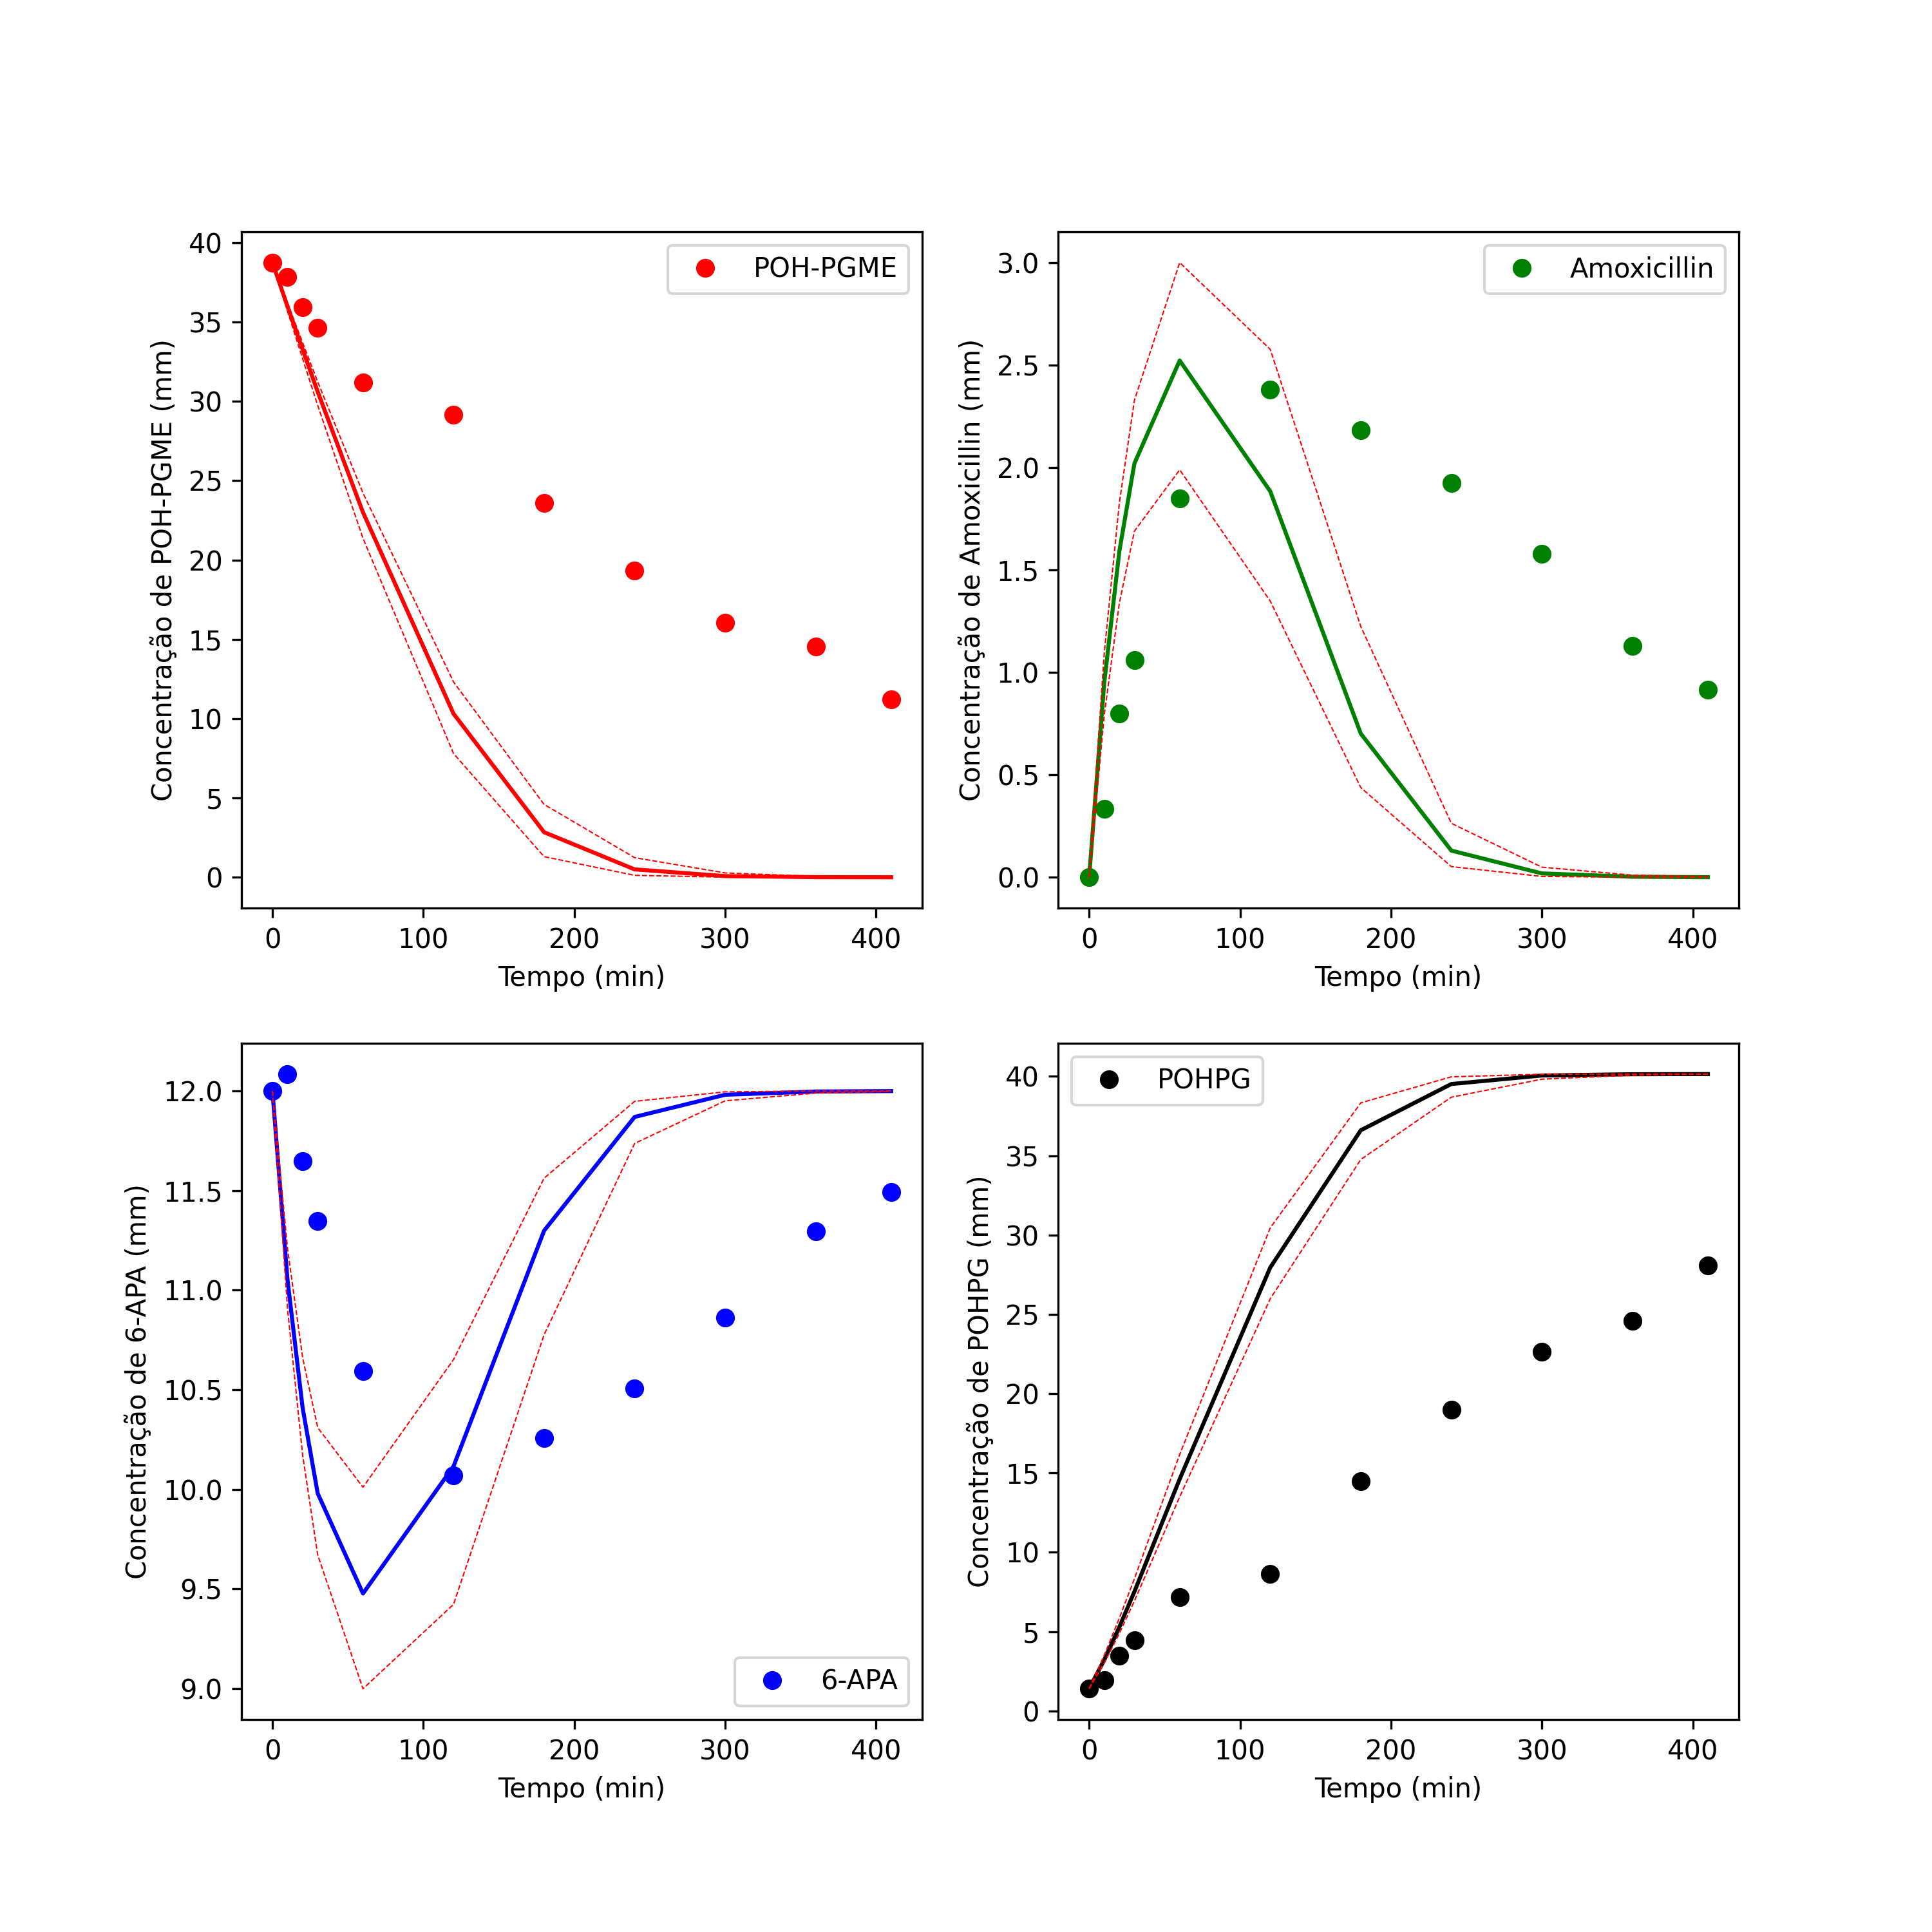 POH-PGME
Concentração de POH-PGME (mm)
40
35
30
25
20
15
10
5
0
0 100 200 300 400
Tempo (min)
Amoxicillin
Concentração de Amoxicillin (mm)
3.0
2.5
2.0
1.5
1.0
0.5
0.0
0 100 200 300 400
Tempo (min)
6-APA
Concentração de 6-APA (mm)
12.0
11.5
11.0
10.5
10.0
9.5
9.0
0 100 200 300 400
Tempo (min)
POHPG
Concentração de POHPG (mm)
40
35
30
25
20
15
10
5
0
0 100 200 300 400
Tempo (min)